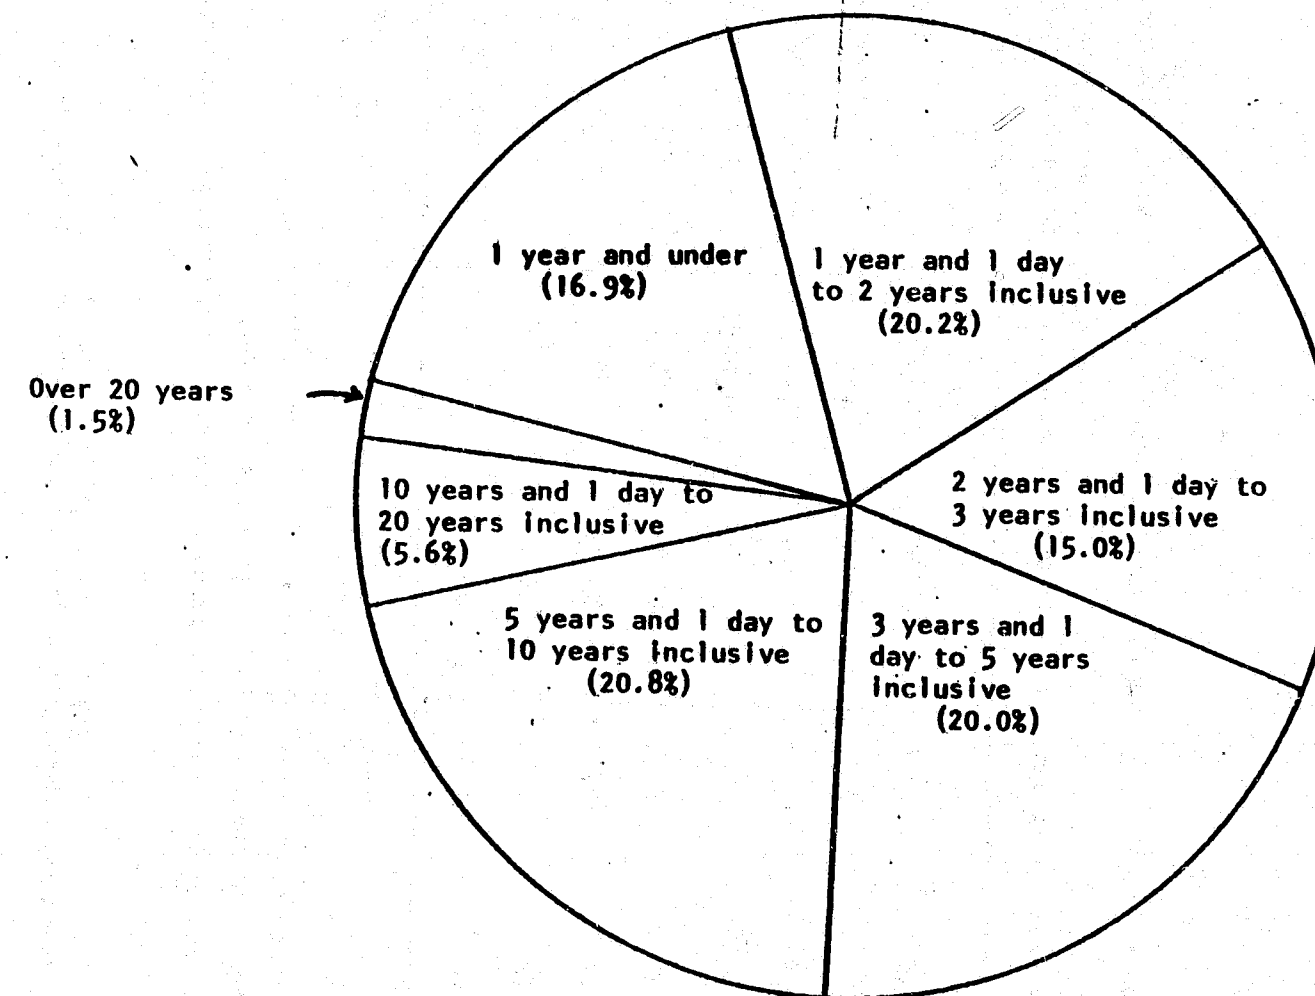 1 year and under
(16.9%)
1 year and 1 day
to 2 years inclusive
(20.2%)
Over 20 years
(1.5%)
10 years and 1 day to
20 years inclusive
(5.6%)
2 years and 1 day to
3 years inclusive
(15.0%)
5 years and 1 day to
10 years inclusive
(20.8%)
3 years and 1
day to 5 years
inclusive
(20.0%)